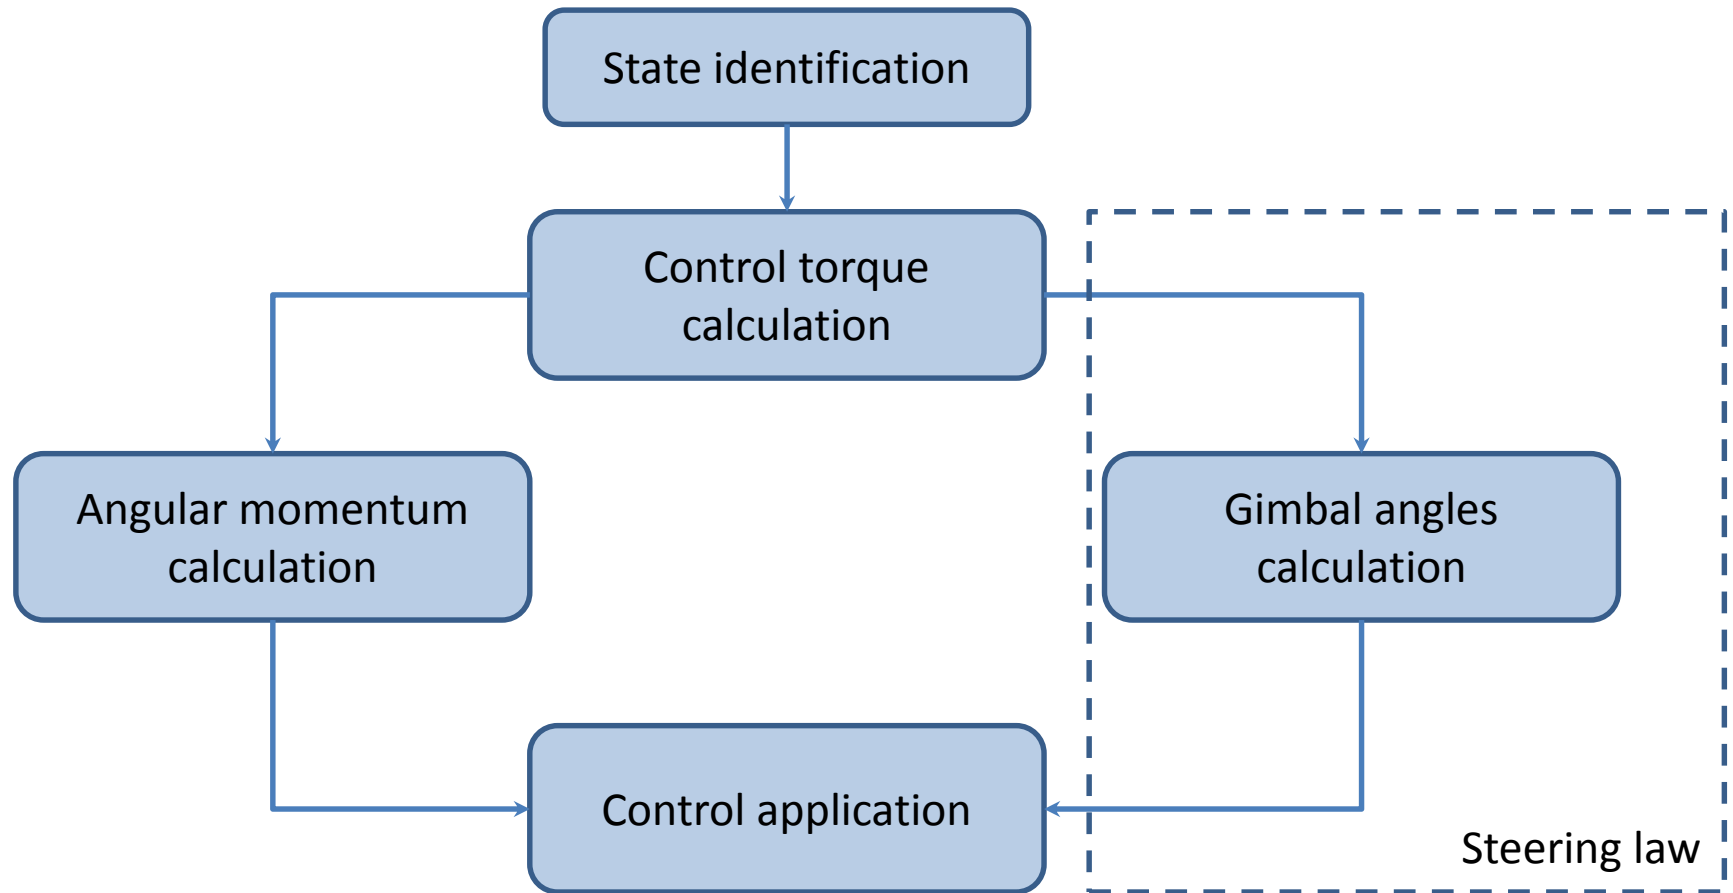 State identification
Control torque
calculation
Angular momentum
calculation
Gimbal angles
calculation
Control application
Steering law